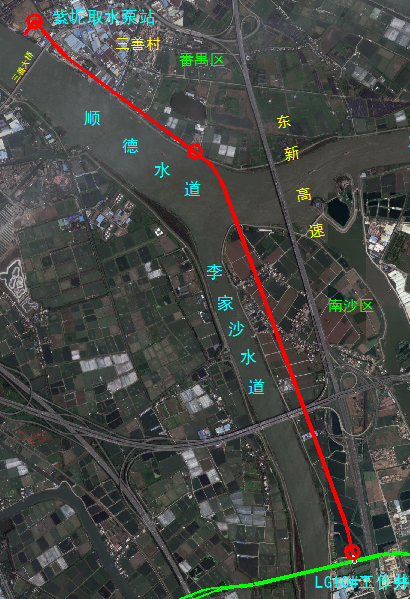 紫坭取水泵站
三善村
三善大桥
番禺区
顺德水道
东新高速
李家沙水道
南沙区
LG10#工作井